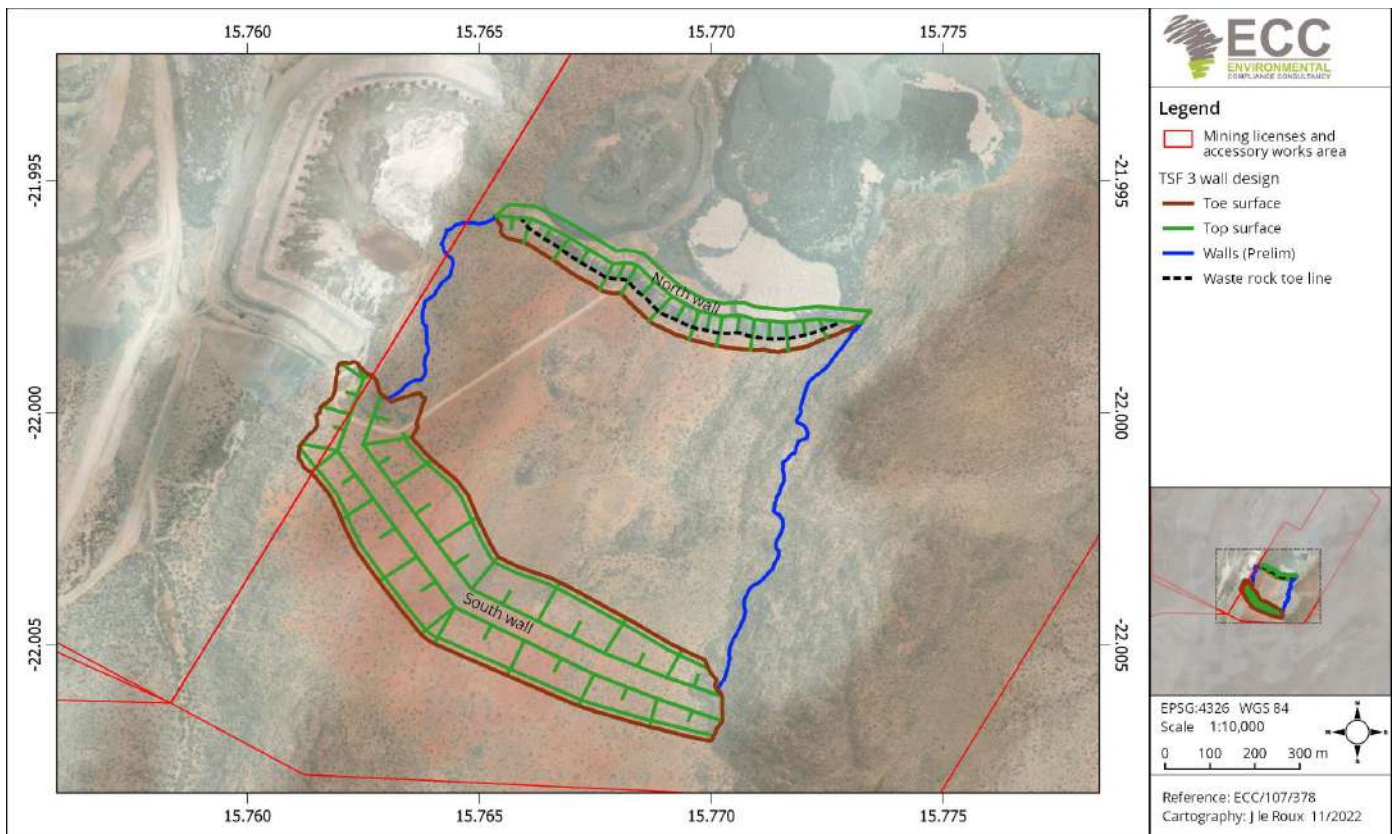 15.760 15.765 15.770 15.775
-21.995 -21.995
-22.000 -22.000
-22.005 -22.005
North wall
South wall
15.760 15.765 15.770 15.775
ECC
ENVIRONMENTAL
COMPLIANCE CONSULTANCY
Legend
Mining licenses and
accessory works area
TSF 3 wall design
Toe surface
Top surface
Walls (Prelim)
Waste rock toe line
EPSG:4326 WGS 84
Scale 1:10,000
0 100 200 300 m
Reference: ECC/107/378
Cartography: J le Roux 11/2022